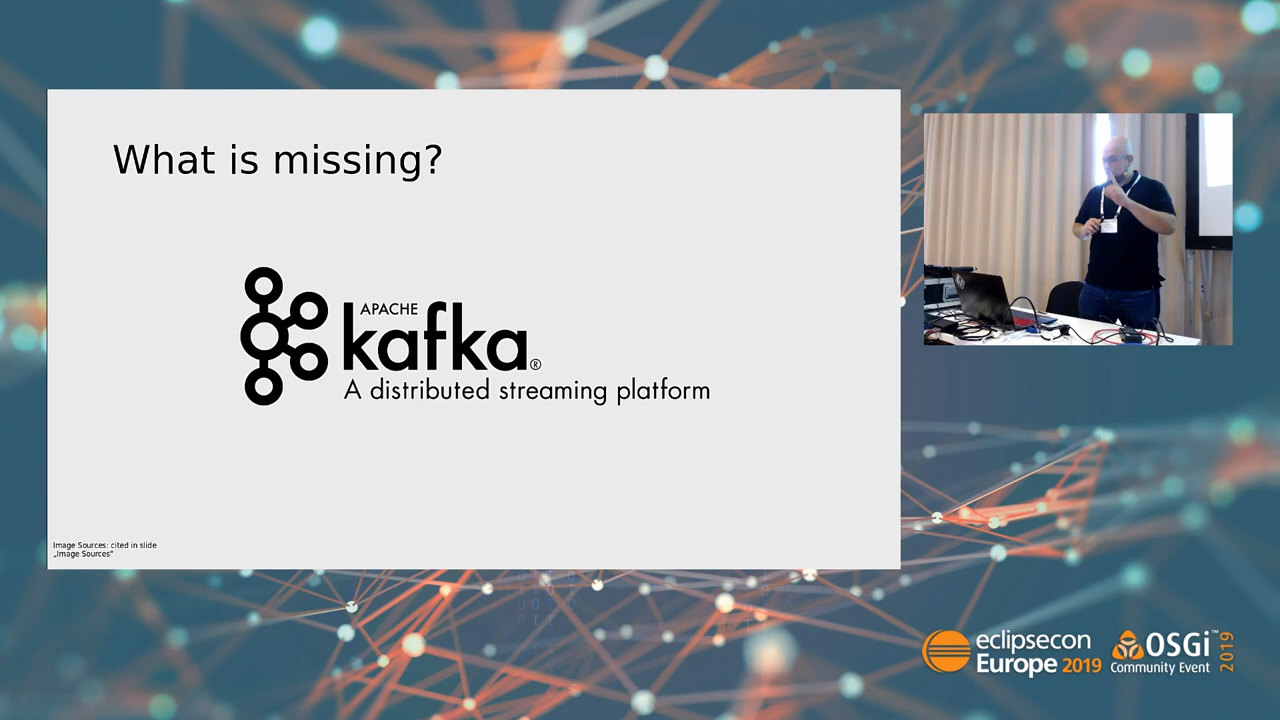 What is missing?
APACHE
kafka®
A distributed streaming platform
Image Sources: cited in slide
„Image Sources“
eclipsecon
Europe 2019
OSGi™
Community Event
2019